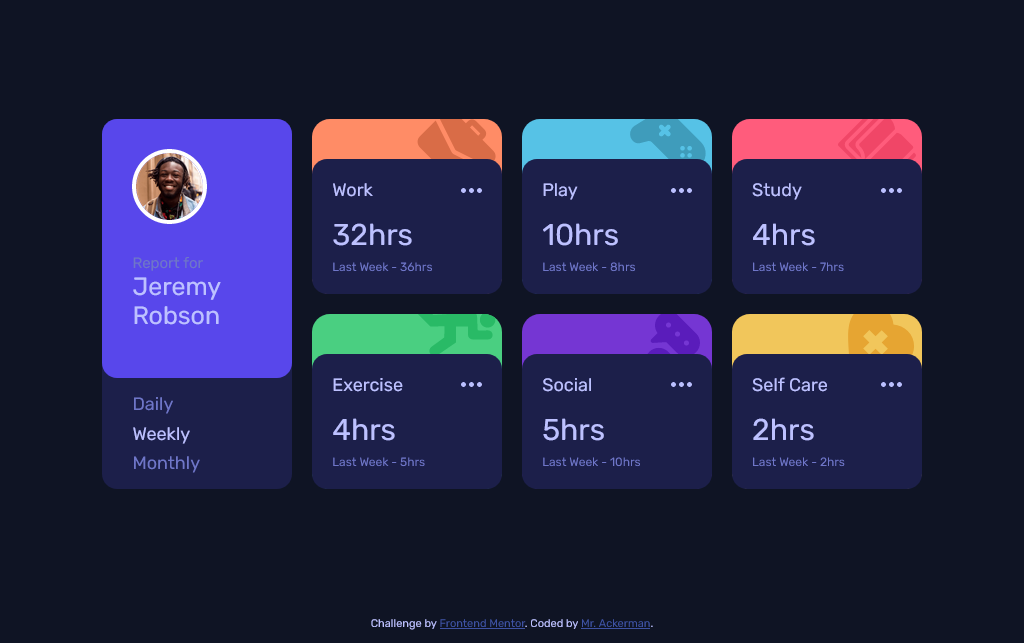 Report for
Jeremy
Robson
Daily
Weekly
Monthly
Work
32hrs
Last Week - 36hrs
Play
10hrs
Last Week - 8hrs
Study
4hrs
Last Week - 7hrs
Exercise
4hrs
Last Week - 5hrs
Social
5hrs
Last Week - 10hrs
Self Care
2hrs
Last Week - 2hrs
Challenge by Frontend Mentor. Coded by Mr. Ackerman.